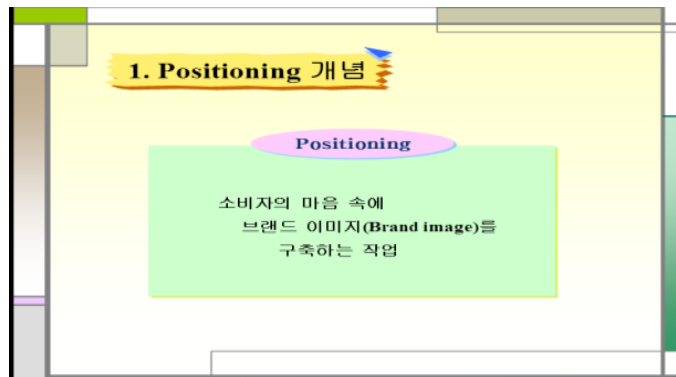 1. Positioning 개념
Positioning
소비자의 마음 속에
브랜드 이미지(Brand image)를
구축하는 작업